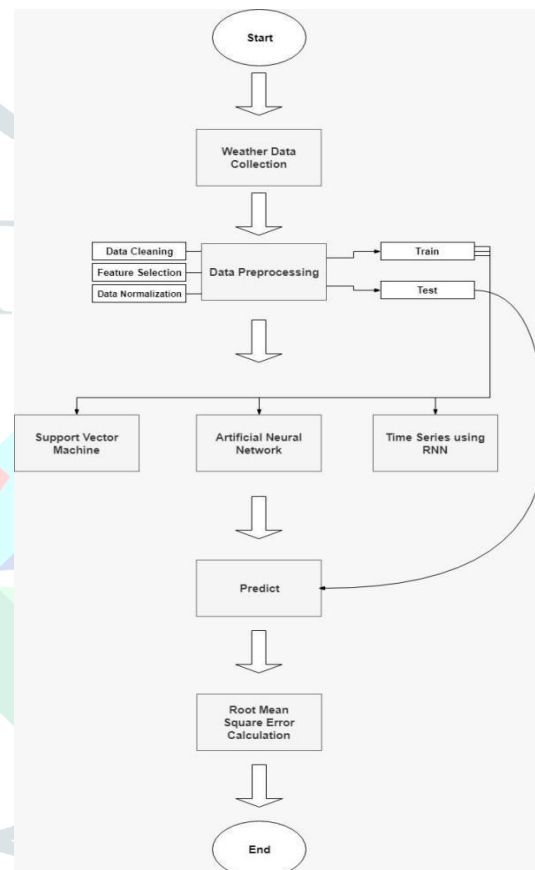 Start
Weather Data
Collection
Data Cleaning
Feature Selection
Data Normalization
Data Preprocessing
Train
Test
Support Vector
Machine
Artificial Neural
Network
Time Series using
RNN
Predict
Root Mean
Square Error
Calculation
End